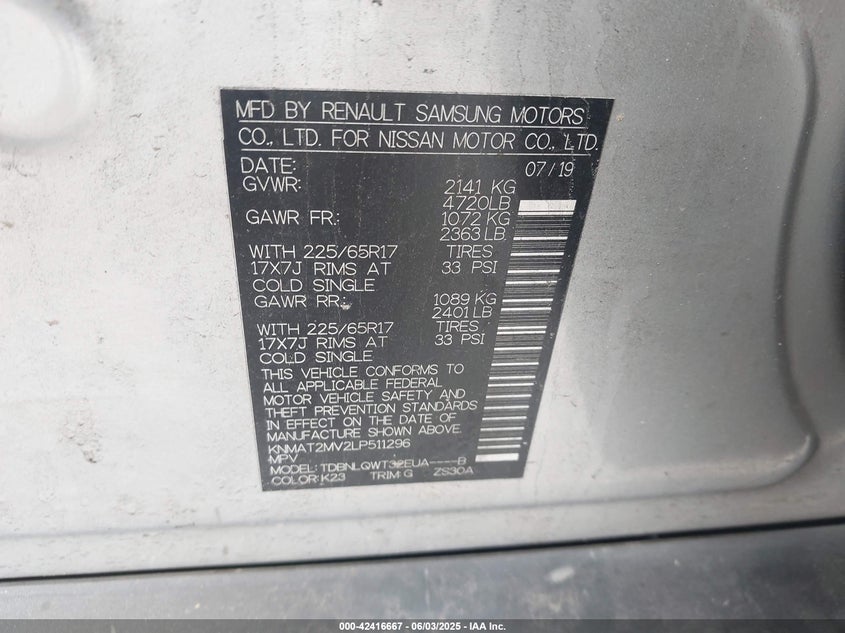 MFD BY RENAULT SAMSUNG MOTORS
CO., LTD. FOR NISSAN MOTOR CO., LTD.
DATE: 07/19
GVWR: 2141 KG
4720LB
GAWR FR.: 1072 KG
2363 LB.
WITH 225/65R17 TIRES
17X7J RIMS AT 33 PSI
COLD SINGLE
GAWR RR.: 1089 KG
2401 LB
WITH 225/65R17 TIRES
17X7J RIMS AT 33 PSI
COLD SINGLE
THIS VEHICLE CONFORMS TO
ALL APPLICABLE FEDERAL
MOTOR VEHICLE SAFETY AND
THEFT PREVENTION STANDARDS
IN EFFECT ON THE DATE OF
MANUFACTURE SHOWN ABOVE.
KNMAT2MV2LP511296
MPV
MODEL: TDBNLQWT32EUA----B
COLOR:K23 TRIM:G ZS30A
000-42416667 - 06/03/2025 - IAA Inc.